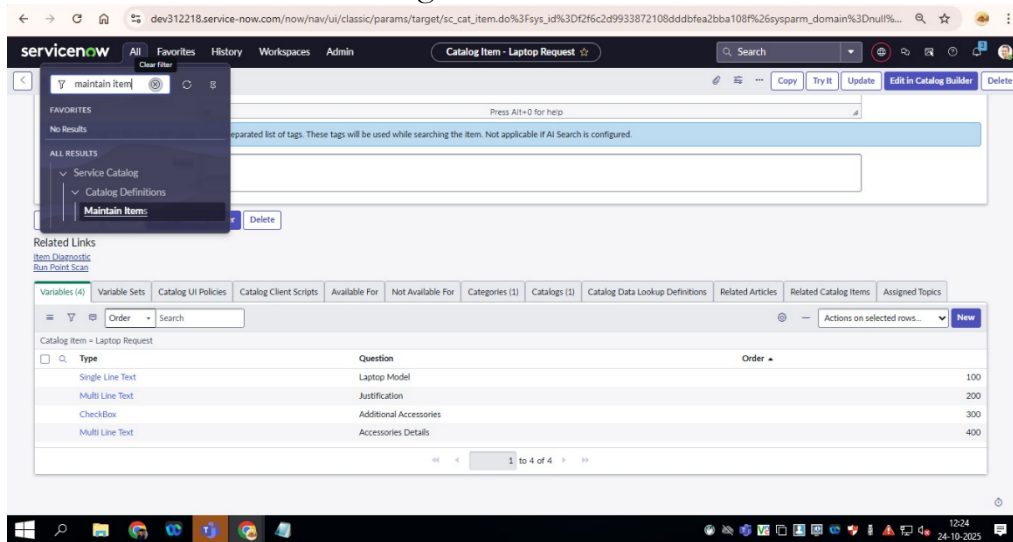 dev312218.service-now.com/now/nav/ui/classic/params/target/sc_cat_item.do%3Fsys_id%3Df2f6c2d9933872108dddbfea2bba108f%26sysparm_domain%3Dnull%...
servicenow All Favorites History Workspaces Admin Catalog Item - Laptop Request Search
Clear filter
maintain item
Copy Try It Update Edit in Catalog Builder Delete
FAVORITES
No Results
ALL RESULTS
Service Catalog
Catalog Definitions
Maintain Items
Press Alt+0 for help
eparated list of tags. These tags will be used while searching the item. Not applicable if AI Search is configured.
r Delete
Related Links
Item Diagnostic
Run Point Scan
Variables (4) Variable Sets Catalog UI Policies Catalog Client Scripts Available For Not Available For Categories (1) Catalogs (1) Catalog Data Lookup Definitions Related Articles Related Catalog Items Assigned Topics
Order Search Actions on selected rows... New
Catalog item = Laptop Request
Type Question Order
Single Line Text Laptop Model 100
Multi Line Text Justification 200
CheckBox Additional Accessories 300
Multi Line Text Accessories Details 400
1 to 4 of 4
12:24
24-10-2025